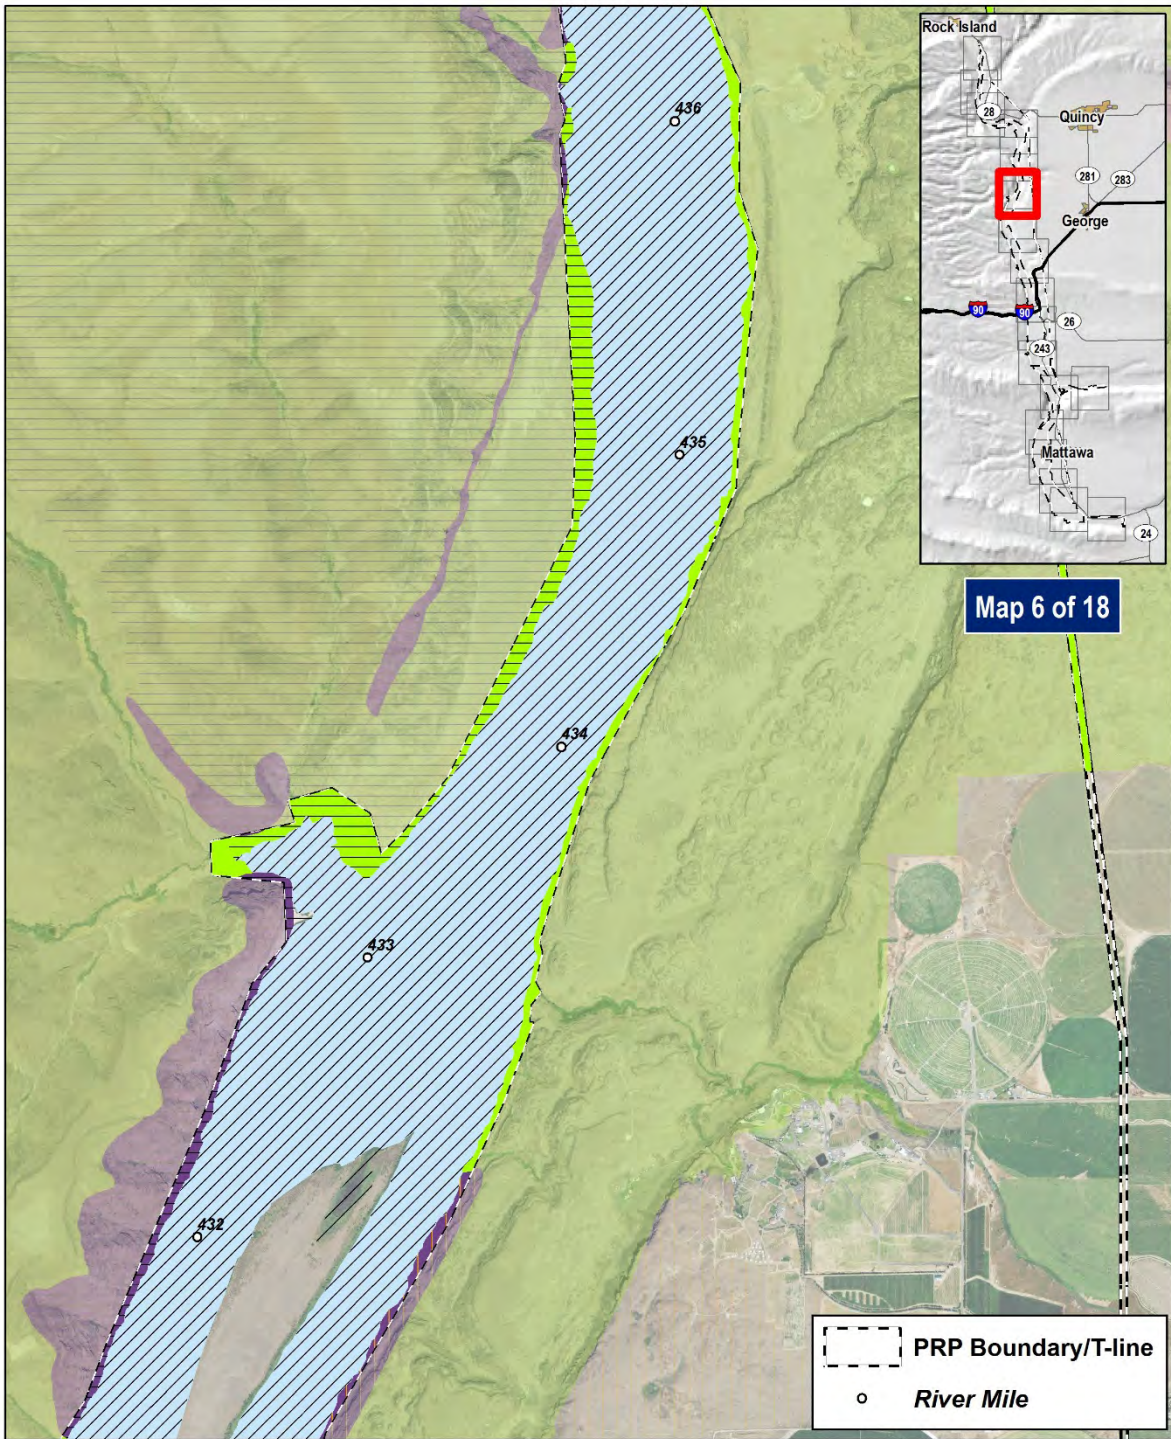 Rock Island
28
Quincy
281
283
George
90
90
26
243
Mattawa
24
436
435
Map 6 of 18
434
433
432
PRP Boundary/T-line
River Mile